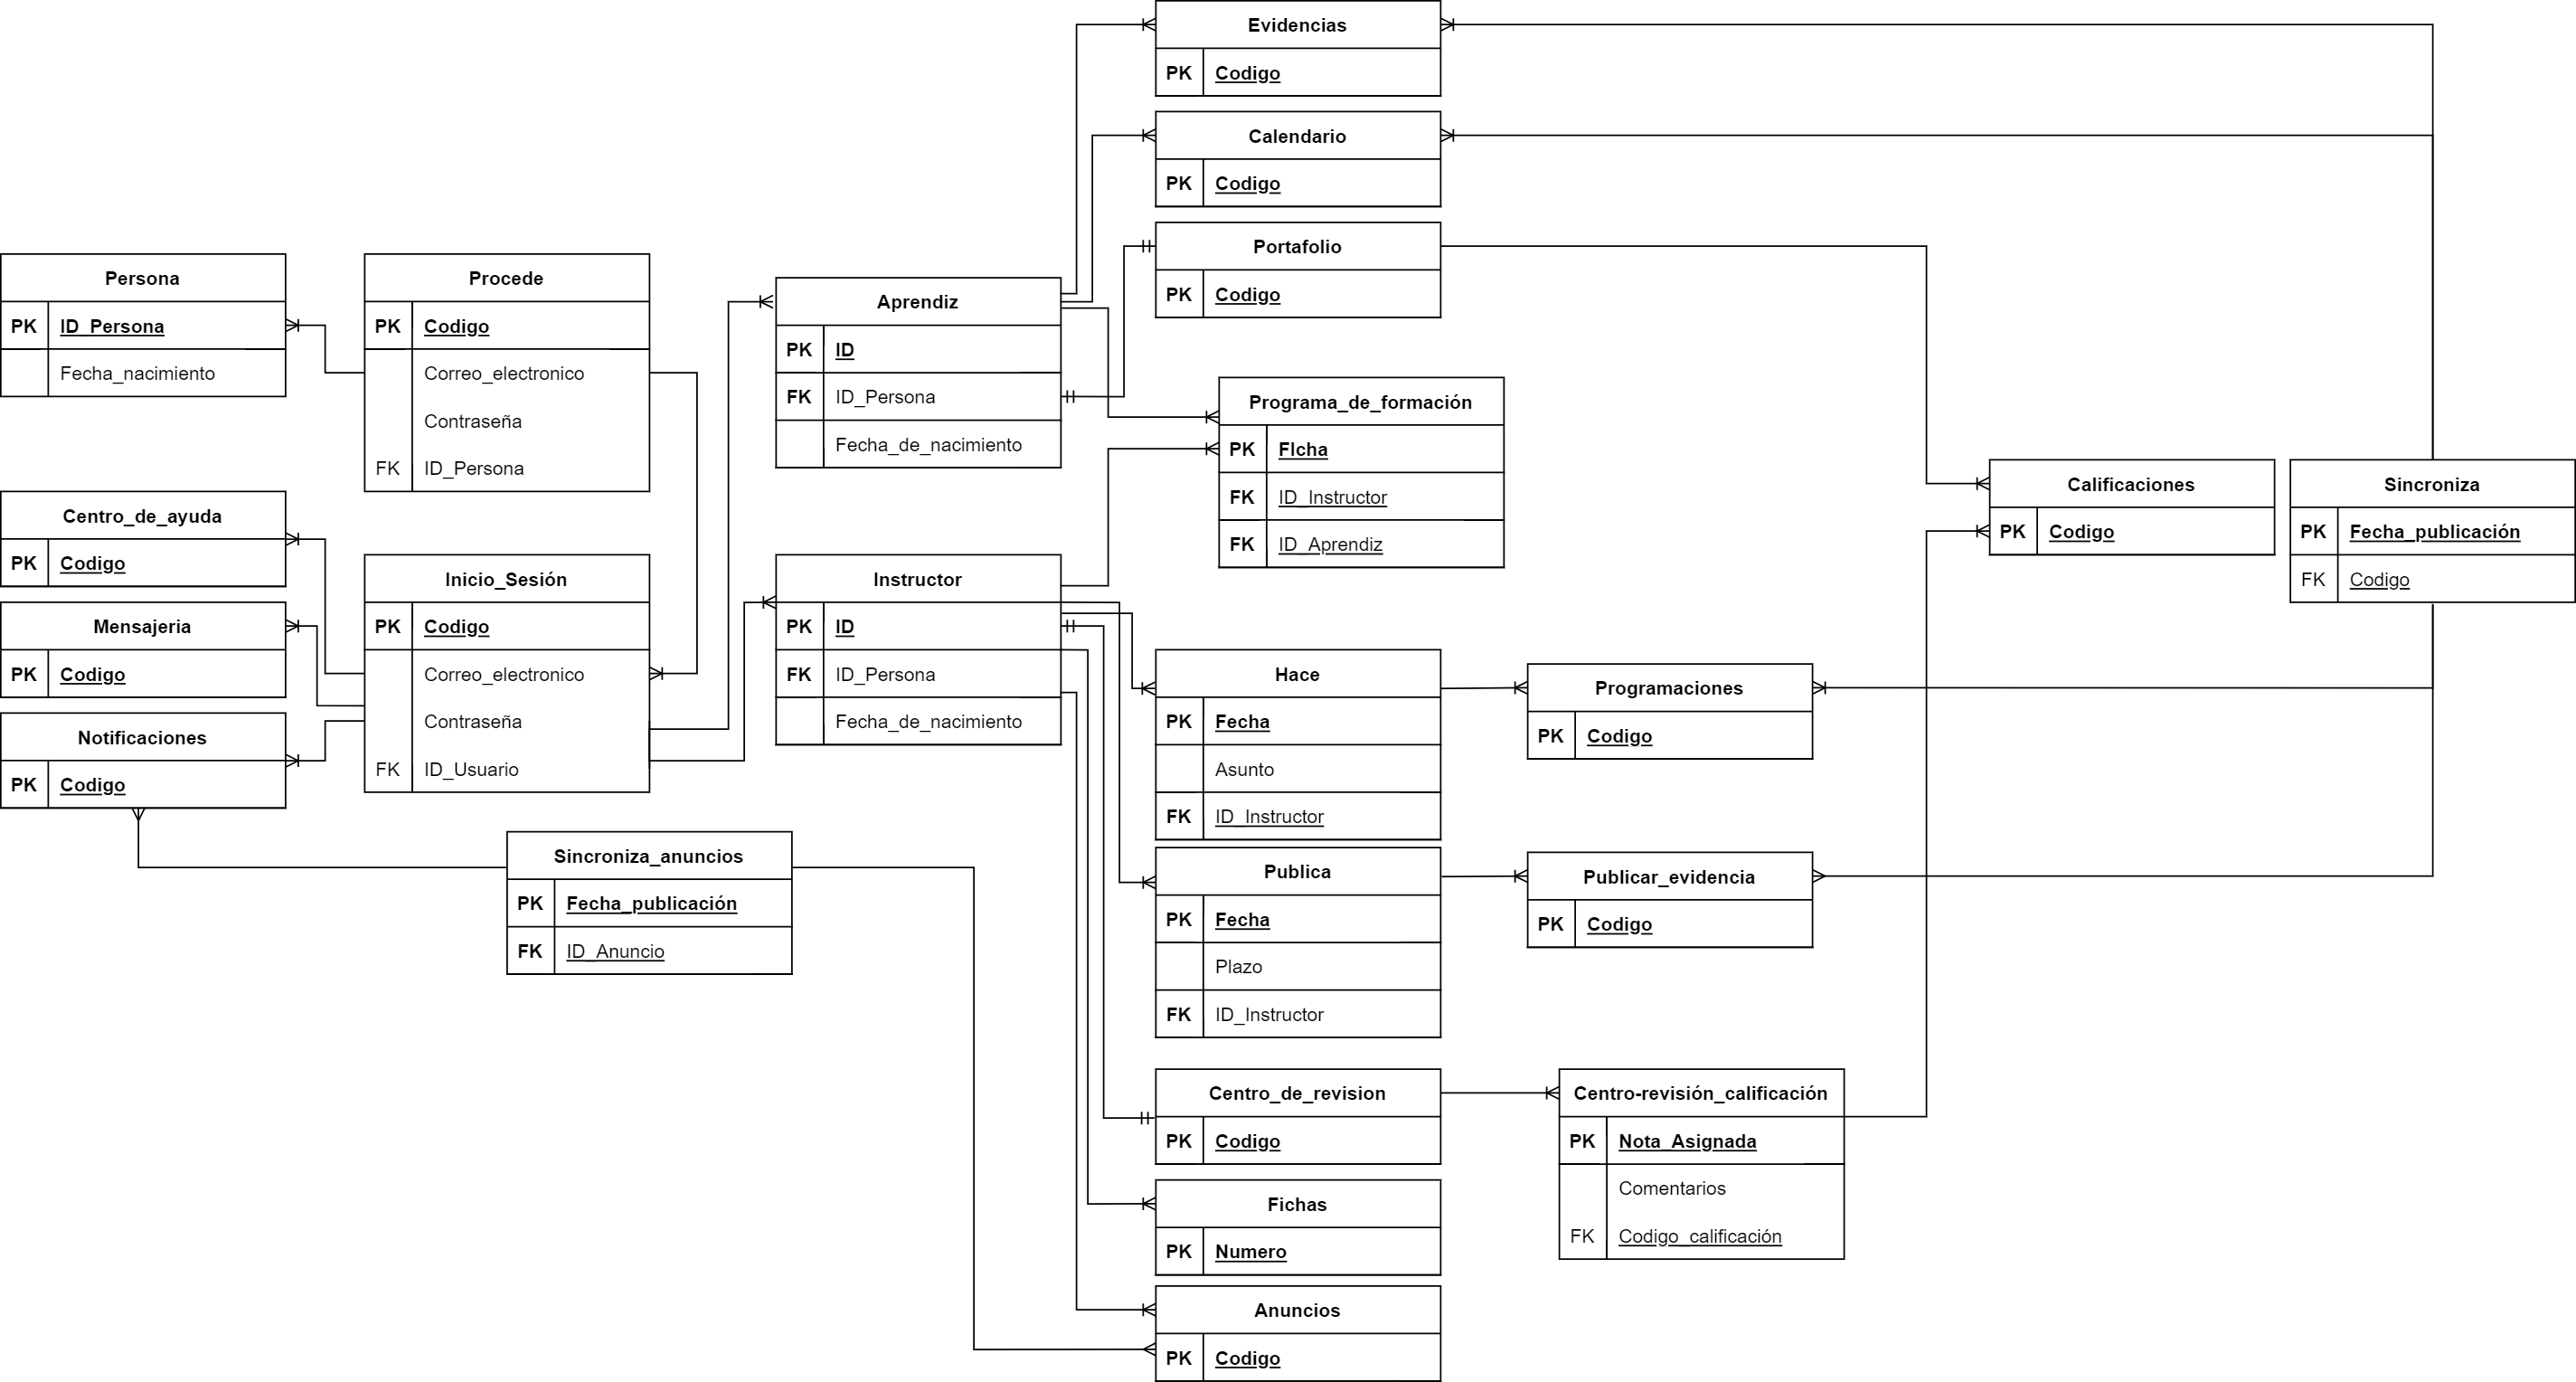 Evidencias
PK Codigo
Calendario
PK Codigo
Portafolio
PK Codigo
Persona
PK ID_Persona
Fecha_nacimiento
Procede
PK Codigo
Correo_electronico
Contraseña
FK ID_Persona
Aprendiz
PK ID
FK ID_Persona
Fecha_de_nacimiento
Programa_de_formación
PK FIcha
FK ID_Instructor
FK ID_Aprendiz
Calificaciones
PK Codigo
Sincroniza
PK Fecha_publicación
FK Codigo
Centro_de_ayuda
PK Codigo
Mensajeria
PK Codigo
Notificaciones
PK Codigo
Inicio_Sesión
PK Codigo
Correo_electronico
Contraseña
FK ID_Usuario
Instructor
PK ID
FK ID_Persona
Fecha_de_nacimiento
Hace
PK Fecha
Asunto
FK ID_Instructor
Programaciones
PK Codigo
Sincroniza_anuncios
PK Fecha_publicación
FK ID_Anuncio
Publica
PK Fecha
Plazo
FK ID_Instructor
Publicar_evidencia
PK Codigo
Centro_de_revision
PK Codigo
Centro-revisión_calificación
PK Nota_Asignada
Comentarios
FK Codigo_calificación
Fichas
PK Numero
Anuncios
PK Codigo